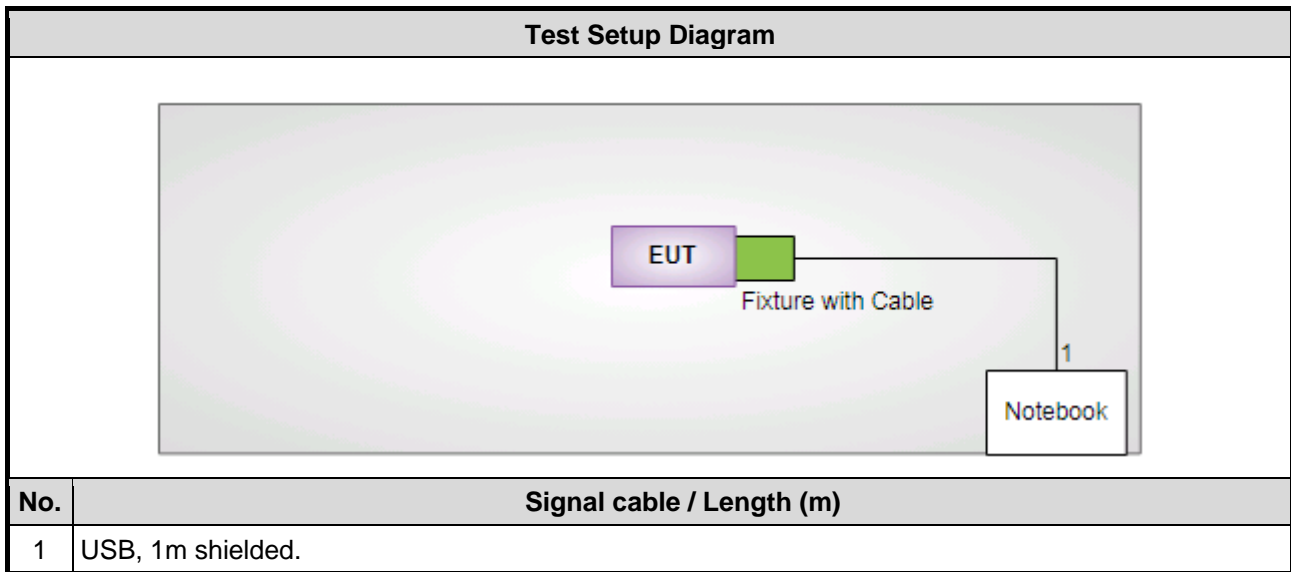 Test Setup Diagram
EUT
Fixture with Cable
1
Notebook
No. Signal cable / Length (m)
1 USB, 1m shielded.